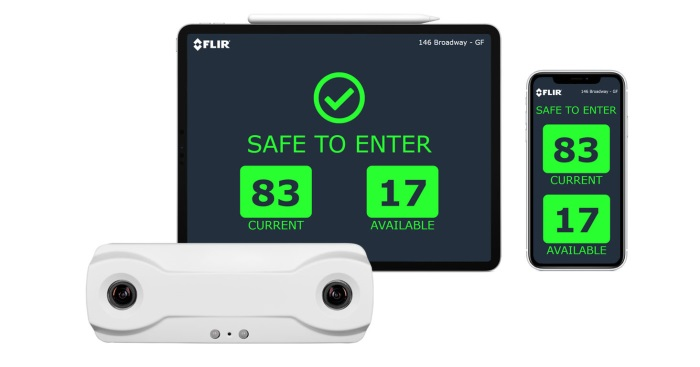 FLIR
146 Broadway - GF
SAFE TO ENTER
83
17
CURRENT
AVAILABLE
FLIR
146 Broadway - GF
SAFE TO ENTER
83
CURRENT
17
AVAILABLE